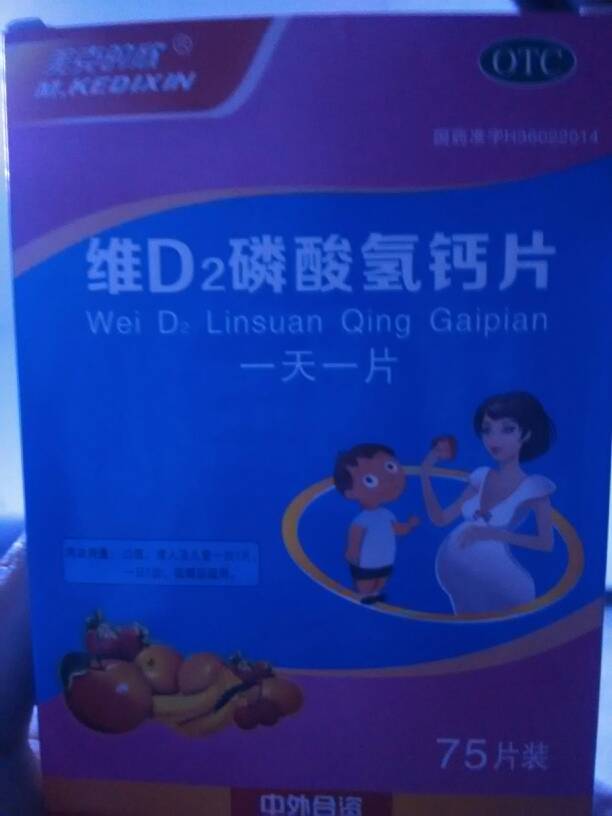 M.KEDIXIN
OTC
国药准字H36022014
维D2磷酸氢钙片
Wei D2 Linsuan Qing Gaipian
一天一片
75片装
中外合资